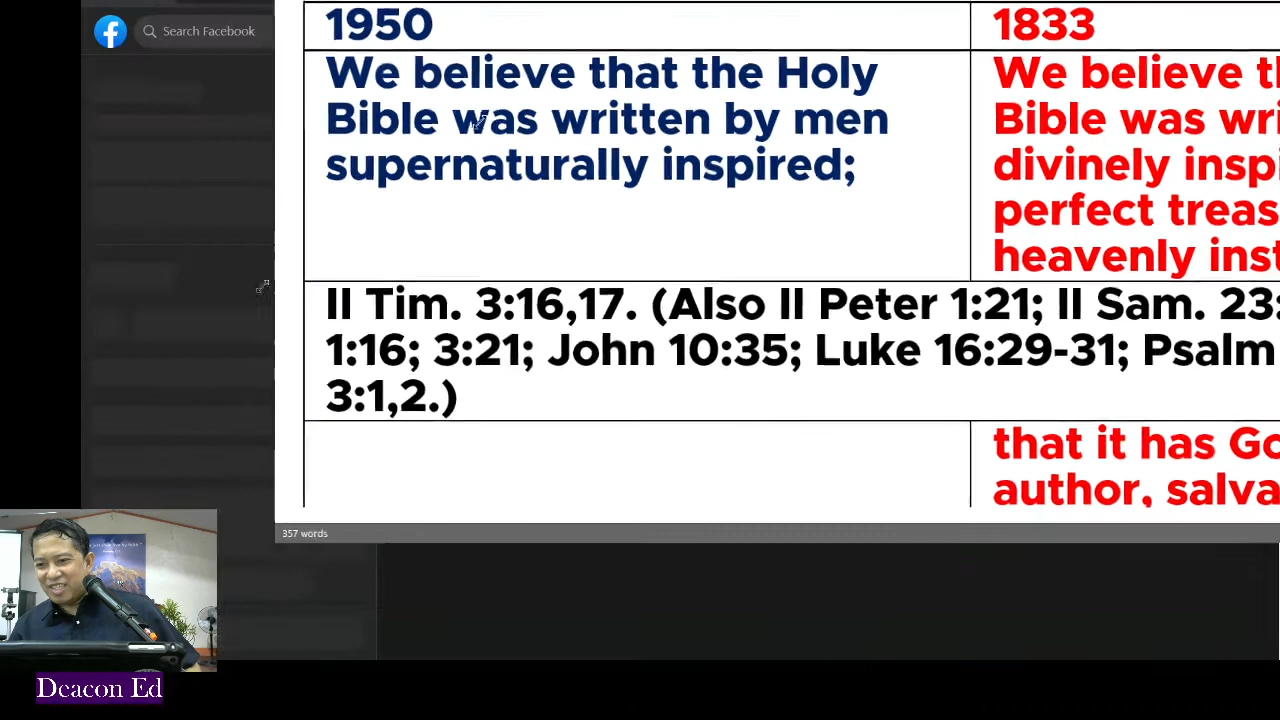 Search Facebook
1950
1833
We believe that the Holy
Bible was written by men
supernaturally inspired;
We believe t
Bible was wri
divinely inspi
perfect treas
heavenly inst
II Tim. 3:16,17. (Also II Peter 1:21; II Sam. 23:
1:16; 3:21; John 10:35; Luke 16:29-31; Psalm
3:1,2.)
that it has Go
author, salva
357 words
Deacon Ed